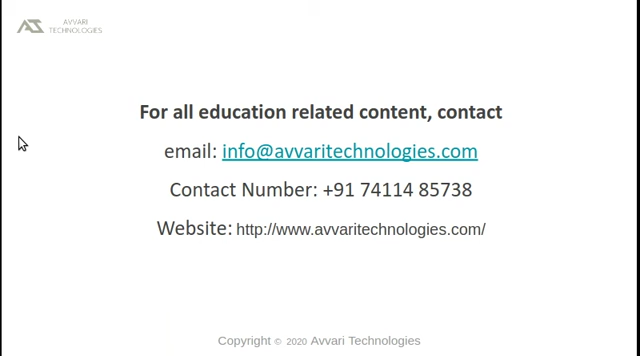 AVVARI
TECHNOLOGIES
For all education related content, contact
email: info@avvaritechnologies.com
Contact Number: +91 74114 85738
Website: http://www.avvaritechnologies.com/
Copyright © 2020 Avvari Technologies